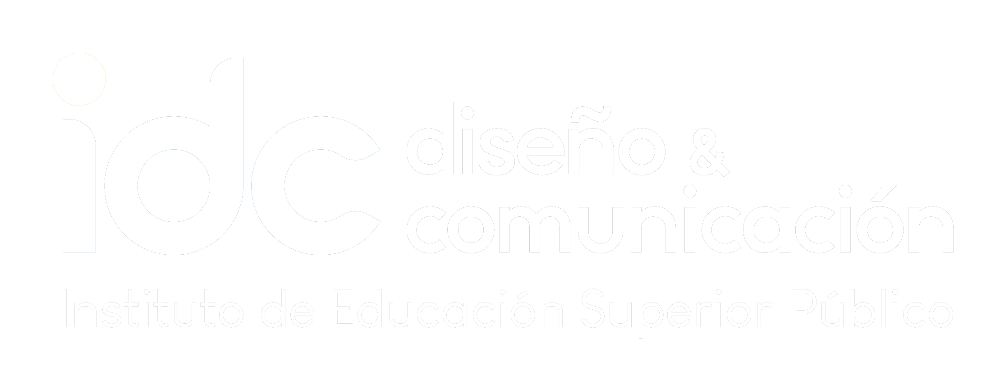 idc
diseño &
comunicación
Instituto de Educación Superior Público